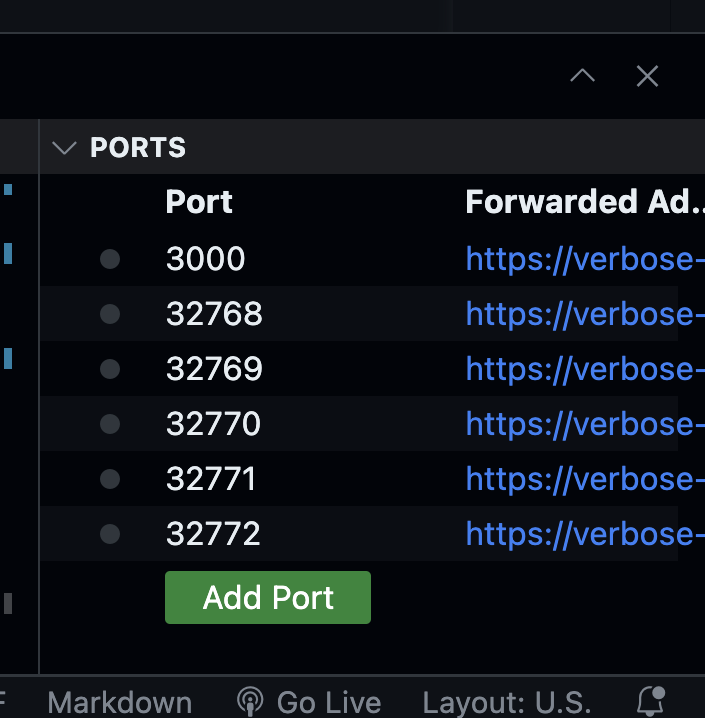 PORTS
Port Forwarded Ad...
3000 https://verbose-
32768 https://verbose-
32769 https://verbose-
32770 https://verbose-
32771 https://verbose-
32772 https://verbose-
Add Port
Markdown Go Live Layout: U.S.